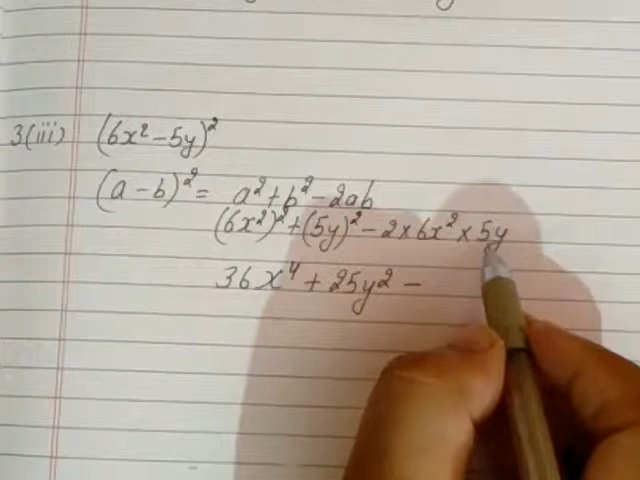 3(iii) (6x² - 5y)²
(a - b)² = a² + b² - 2ab
(6x²)² + (5y)² - 2 × 6x² × 5y
36x⁴ + 25y² -